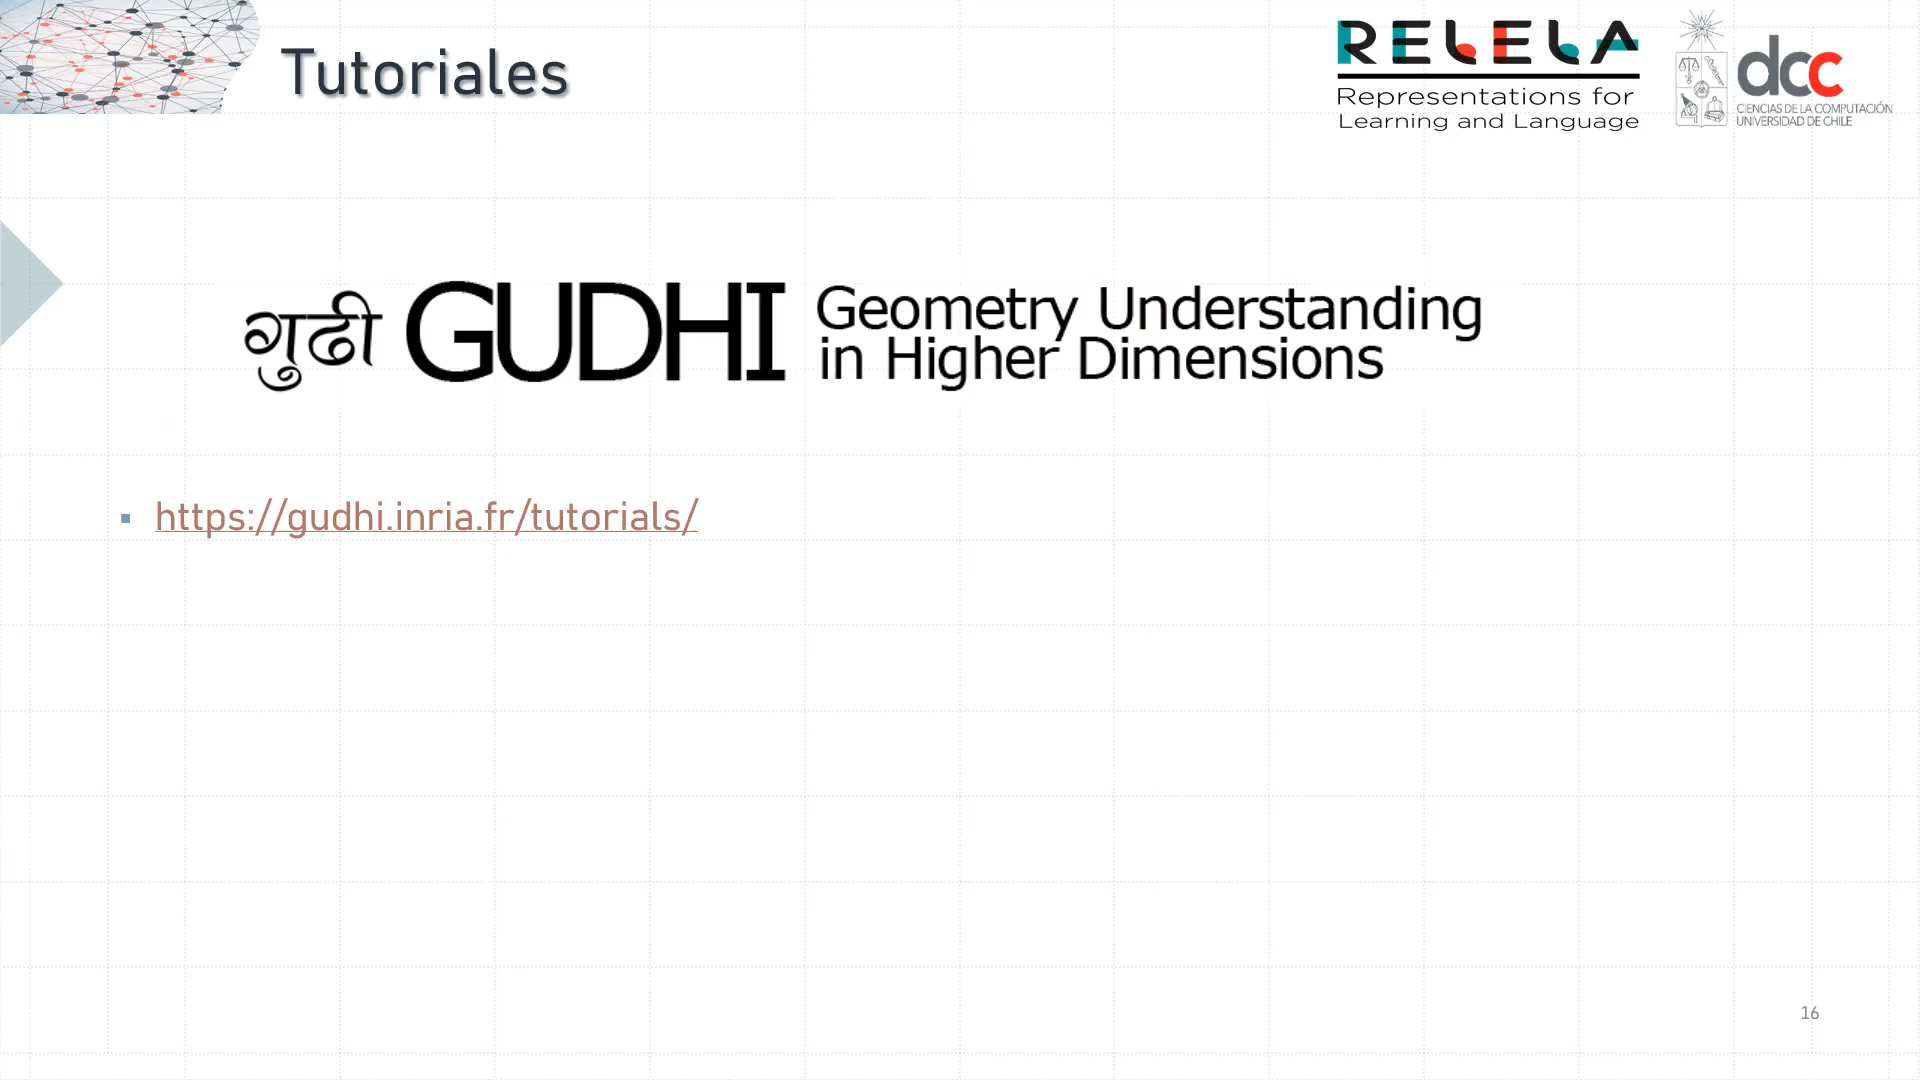 Tutoriales
RELELA
Representations for
Learning and Language
dcc
CIENCIAS DE LA COMPUTACIÓN
UNIVERSIDAD DE CHILE
गुढी GUDHI Geometry Understanding
in Higher Dimensions
https://gudhi.inria.fr/tutorials/
16